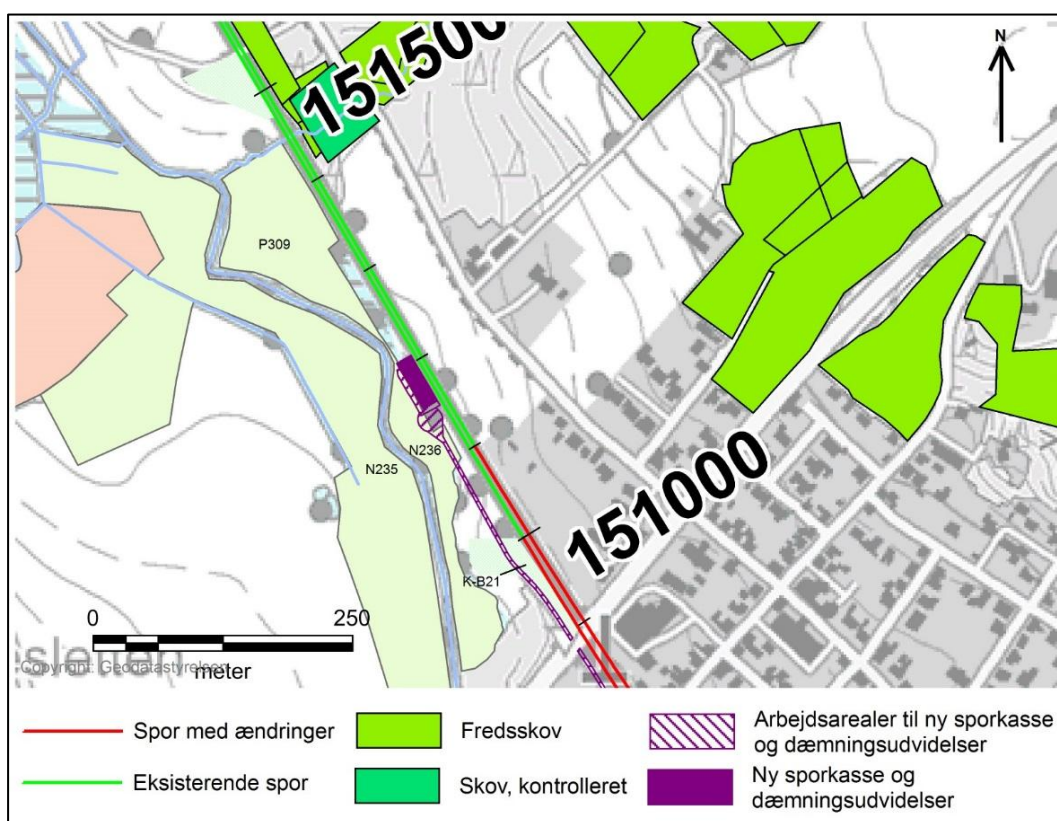 151500
N
P309
N236
N235
151000
K-B21
0 250
Copyright: Geodatastyrelsen
meter
Spor med ændringer
Eksisterende spor
Fredsskov
Skov, kontrolleret
Arbejdsarealer til ny sporkasse
og dæmningsudvidelser
Ny sporkasse og
dæmningsudvidelser